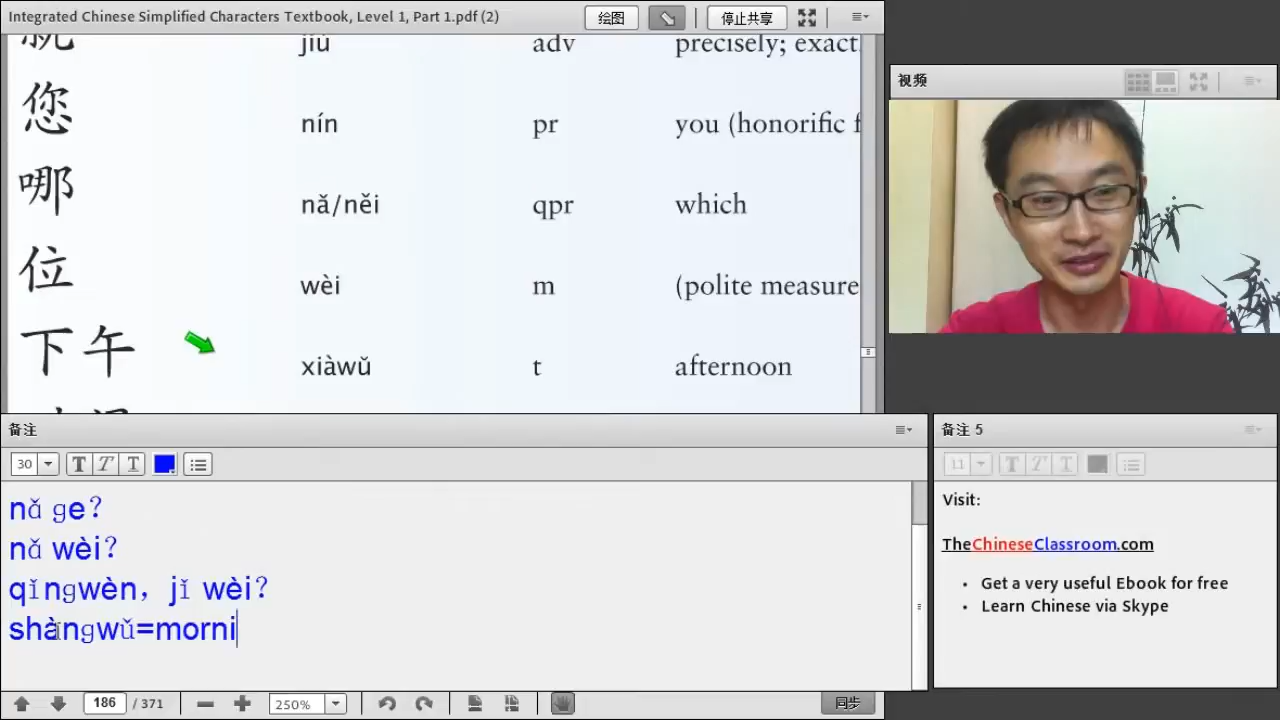 Integrated Chinese Simplified Characters Textbook, Level 1, Part 1.pdf (2)
绘图
停止共享
jiù adv precisely; exact
您 nín pr you (honorific f
哪 nǎ/něi qpr which
位 wèi m (polite measure
下午 xiàwǔ t afternoon
视频
备注
30 T T T
nǎ ge?
nǎ wèi?
qǐngwèn，jǐ wèi?
shàngwǔ=morni
186 / 371
250%
同步
备注 5
11 T T T
Visit:
TheChineseClassroom.com
• Get a very useful Ebook for free
• Learn Chinese via Skype